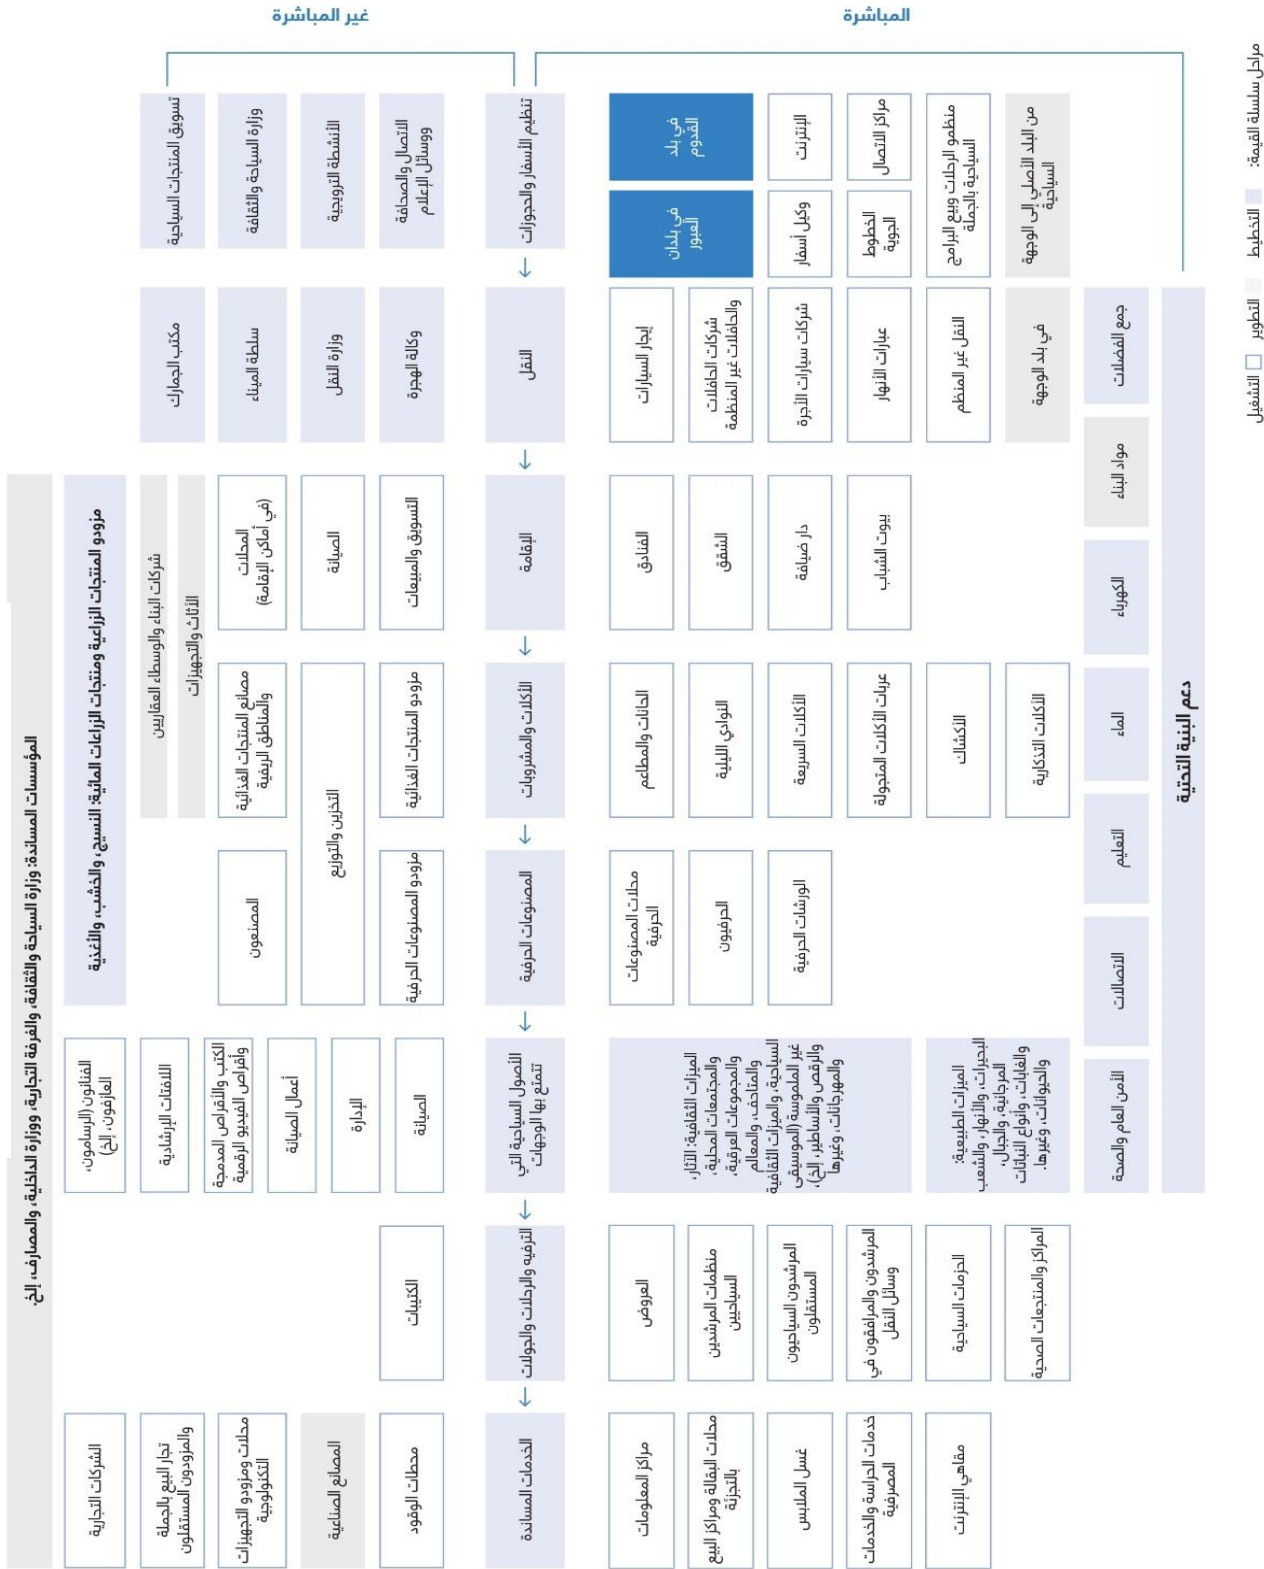 غير المباشرة
المباشرة
مراحل سلسلة القيمة:
التخطيط
التطوير
التشغيل
المؤسسات المساندة: وزارة السياحة والثقافة، والغرفة التجارية، ووزارة الداخلية، والمصارف، إلخ.
مزودو المنتجات الزراعية ومنتجات الزراعات المائية: النسيج، والخشب، والأغذية
شركات البناء والوسطاء العقاريين
الأثاث والتجهيزات
تنظيم الأسفار والحجوزات
تسويق المنتجات السياحية
وزارة السياحة والثقافة
الأنشطة الترويجية
الاتصال والصحافة
ووسائل الإعلام
في بلد
القدوم
في بلدان
العبور
الإنترنت
وكيل أسفار
مراكز الاتصال
الخطوط
الجوية
منظمو الرحلات وبيع البرامج
السياحية بالجملة
من البلد الأصلي إلى الوجهة
السياحية
النقل
مكتب الجمارك
سلطة الميناء
وزارة النقل
وكالة الهجرة
إيجار السيارات
شركات الحافلات
والحافلات غير المنظمة
شركات سيارات الأجرة
عبارات الأنهار
النقل غير المنظم
في بلد الوجهة
الإقامة
المحلات
(في أماكن الإقامة)
الصيانة
التسويق والمبيعات
الفنادق
الشقق
دار ضيافة
بيوت الشباب
الأكلات والمشروبات
مصانع المنتجات الغذائية
والمناطق الريفية
التخزين والتوزيع
مزودو المنتجات الغذائية
الحانات والمطاعم
النوادي الليلية
الأكلات السريعة
عربات الأكلات المتجولة
الأكشاك
الأكلات التذكارية
المصنوعات الحرفية
المصنعون
مزودو المصنوعات الحرفية
محلات المصنوعات
الحرفية
الحرفيون
الورشات الحرفية
الأصول السياحية التي
تتمتع بها الوجهات
الفنانون (الرسامون،
العازفون، إلخ)
اللافتات الإرشادية
الكتب والأقراص المدمجة
وأقراص الفيديو الرقمية
أعمال الصيانة
الإدارة
الصيانة
الميزات الثقافية: الآثار،
والمجتمعات المحلية،
والمجموعات العرقية،
والمتاحف، والمعالم
السياحية، والميزات الثقافية
غير الملموسة (الموسيقى
والرقص والأساطير، إلخ)،
والمهرجانات، وغيرها
الميزات الطبيعية:
البحيرات، والأنهار، والشعب
المرجانية، والجبال،
والغابات، وأنواع النباتات
والحيوانات، وغيرها.
الترفيه والرحلات والجولات
الكتيبات
العروض
منظمات المرشدين
السياحيين
المرشدون السياحيون
المستقلون
المرشدون والمرافقون في
وسائل النقل
الحزمات السياحية
المراكز والمنتجعات الصحية
الخدمات المساندة
الشركات التجارية
تجار البيع بالجملة
والمزودون المستقلون
محلات ومزودو التجهيزات
التكنولوجية
المصانع الصناعية
محطات الوقود
مراكز المعلومات
محلات البقالة ومراكز البيع
بالتجزئة
غسل الملابس
خدمات الحراسة والخدمات
المصرفية
مقاهي الإنترنت
جمع الفضلات
مواد البناء
الكهرباء
الماء
التعليم
الاتصالات
الأمن العام والصحة
دعم البنية التحتية